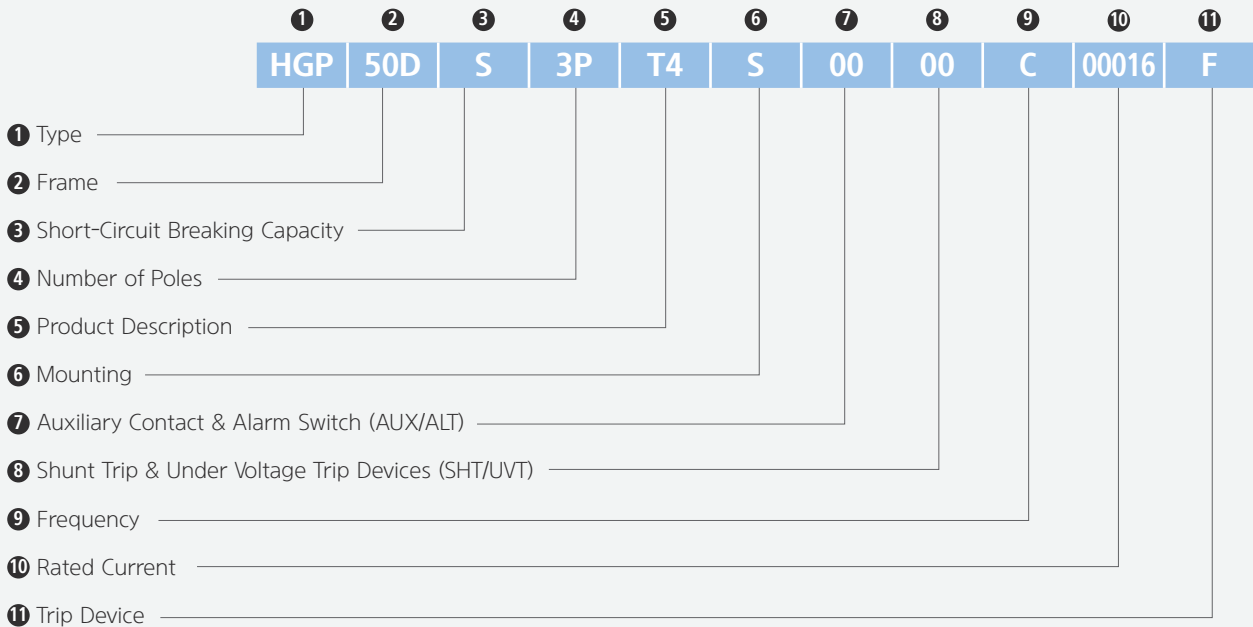 ❶ ❷ ❸ ❹ ❺ ❻ ❼ ❽ ❾ ❿ ⓫
HGP 50D S 3P T4 S 00 00 C 00016 F
❶ Type
❷ Frame
❸ Short-Circuit Breaking Capacity
❹ Number of Poles
❺ Product Description
❻ Mounting
❼ Auxiliary Contact & Alarm Switch (AUX/ALT)
❽ Shunt Trip & Under Voltage Trip Devices (SHT/UVT)
❾ Frequency
❿ Rated Current
⓫ Trip Device